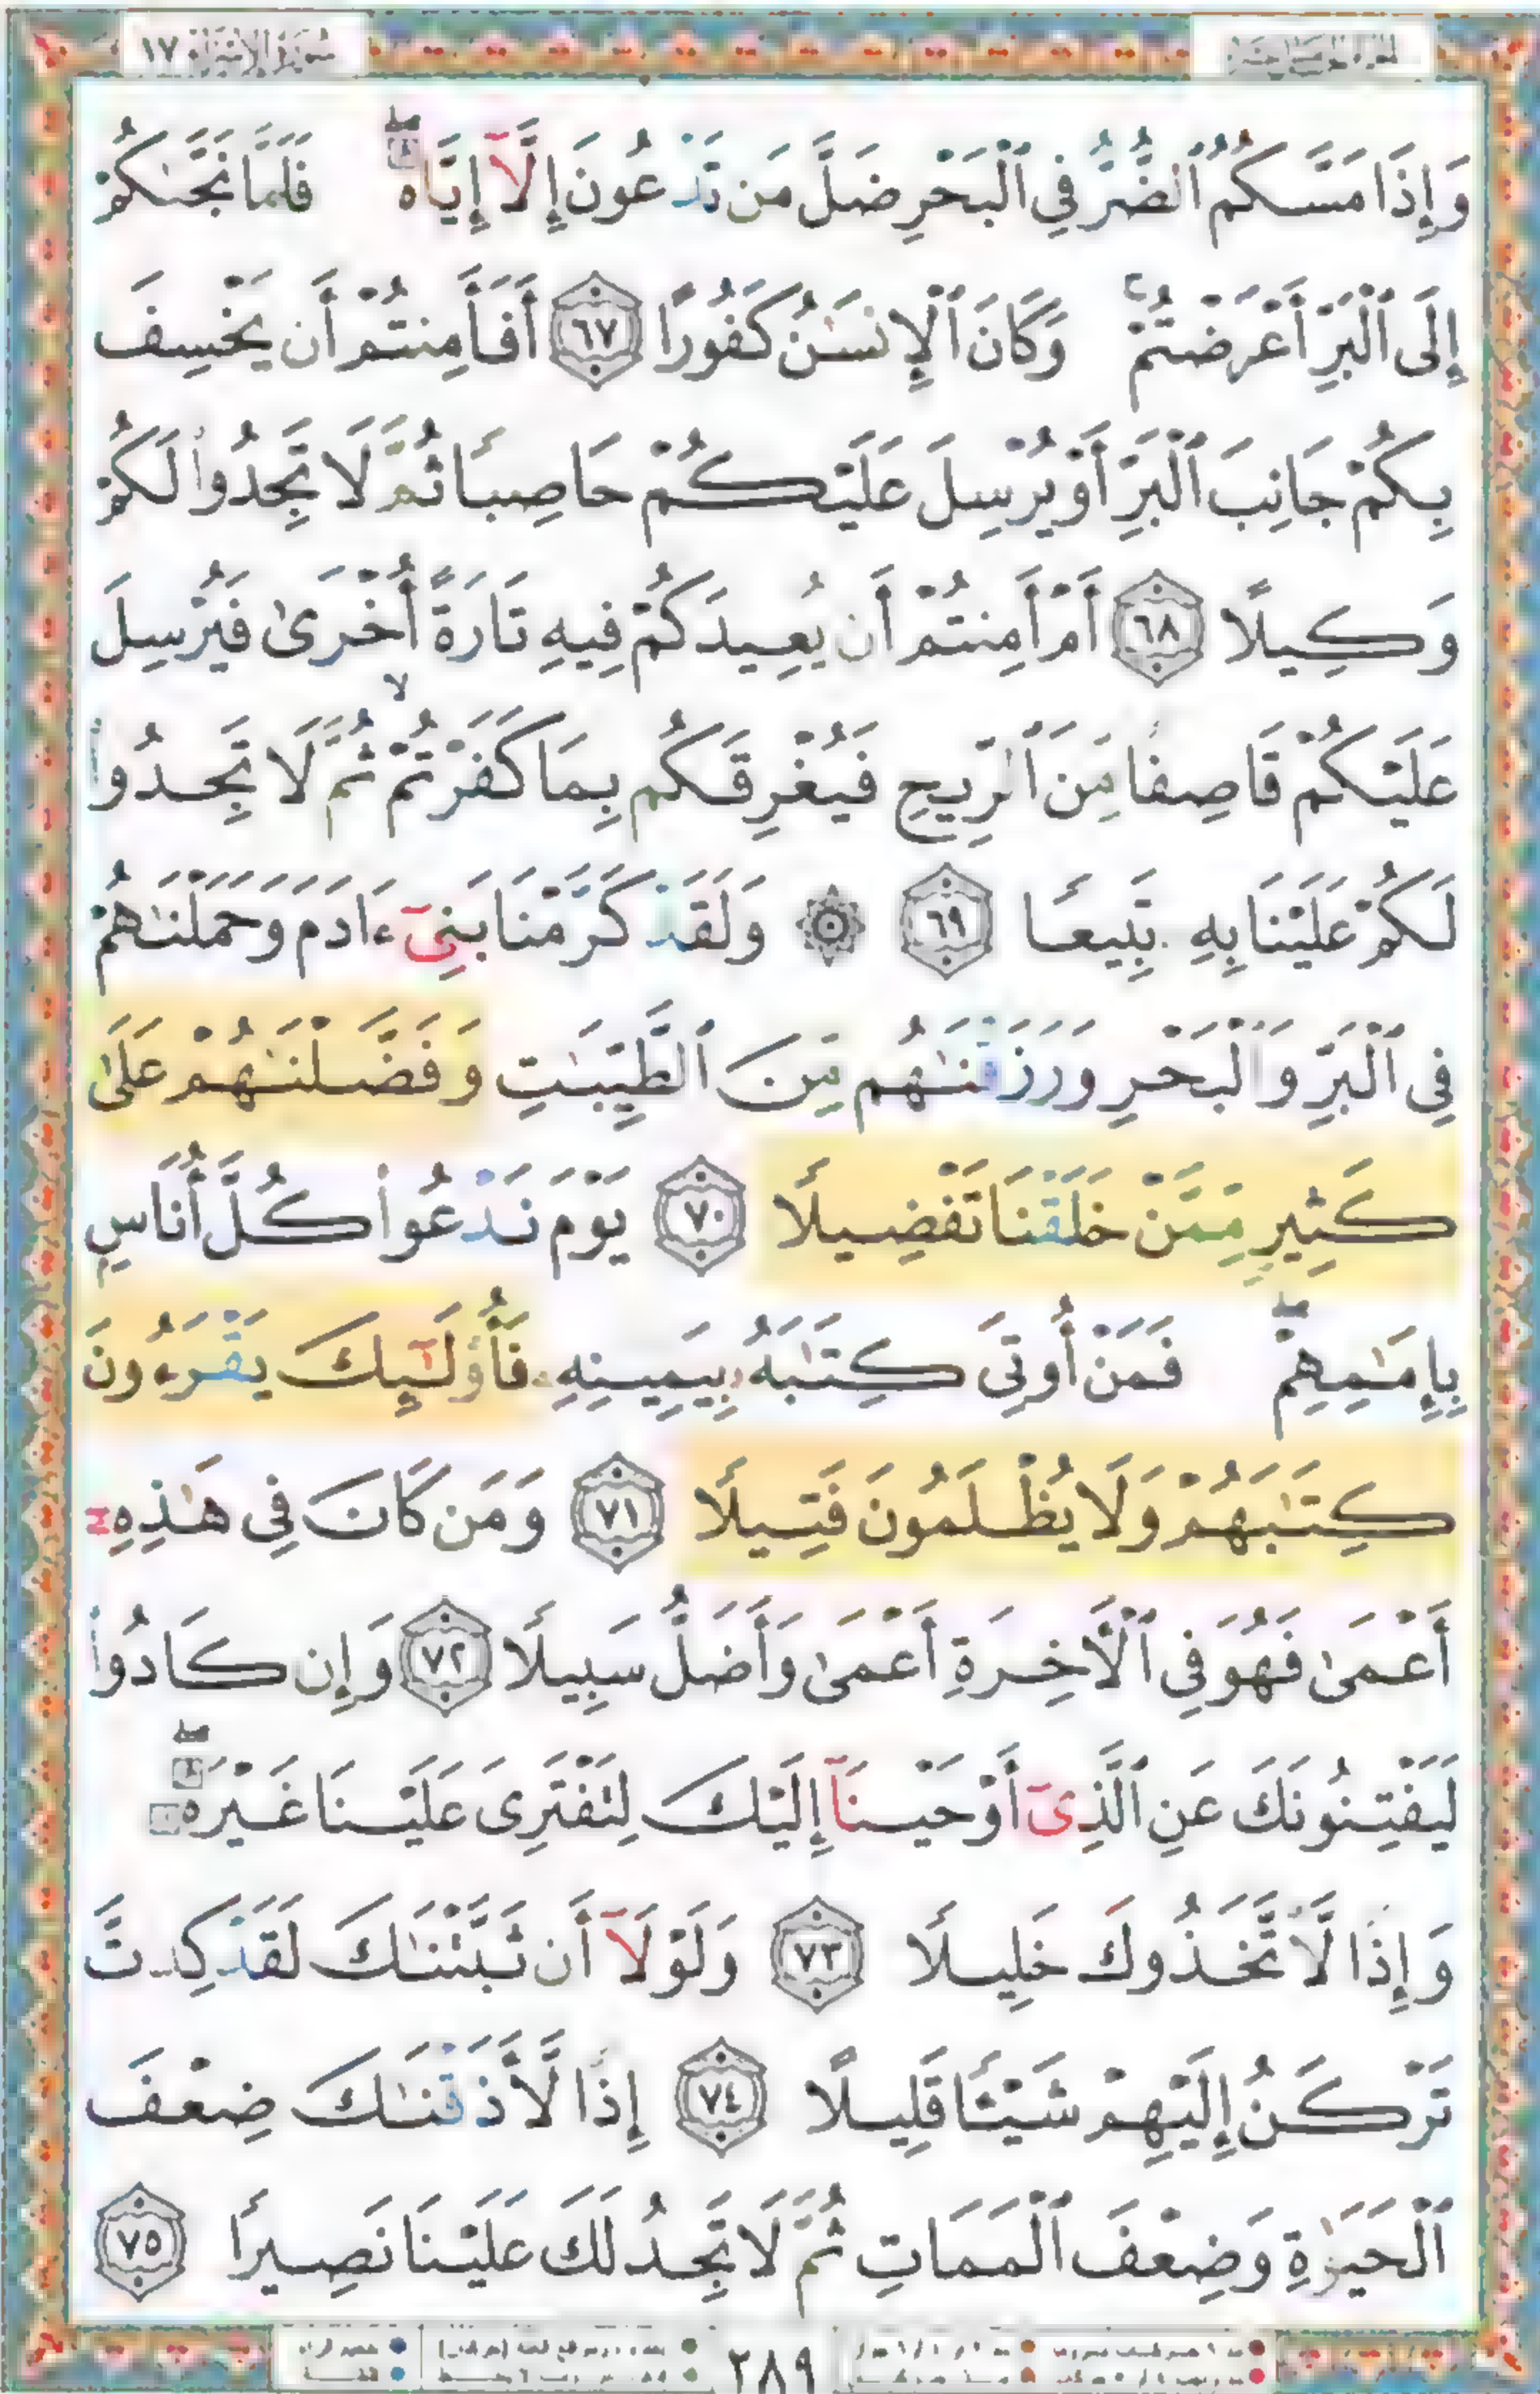 سورة الإسراء ١٧
وَإِذَا مَسَّكُمُ ٱلضُّرُّ فِي ٱلْبَحْرِ ضَلَّ مَن تَدْعُونَ إِلَّآ إِيَّاهُ ۖ فَلَمَّا نَجَّىٰكُمْ
إِلَى ٱلْبَرِّ أَعْرَضْتُمْ ۚ وَكَانَ ٱلْإِنسَٰنُ كَفُورًا ٦٧ أَفَأَمِنتُمْ أَن يَخْسِفَ
بِكُمْ جَانِبَ ٱلْبَرِّ أَوْ يُرْسِلَ عَلَيْكُمْ حَاصِبًا ثُمَّ لَا تَجِدُوا۟ لَكُمْ
وَكِيلًا ٦٨ أَمْ أَمِنتُمْ أَن يُعِيدَكُمْ فِيهِ تَارَةً أُخْرَىٰ فَيُرْسِلَ
عَلَيْكُمْ قَاصِفًا مِّنَ ٱلرِّيحِ فَيُغْرِقَكُم بِمَا كَفَرْتُمْ ۙ ثُمَّ لَا تَجِدُوا۟
لَكُمْ عَلَيْنَا بِهِۦ تَبِيعًا ٦٩ ۞ وَلَقَدْ كَرَّمْنَا بَنِىٓ ءَادَمَ وَحَمَلْنَٰهُمْ
فِى ٱلْبَرِّ وَٱلْبَحْرِ وَرَزَقْنَٰهُم مِّنَ ٱلطَّيِّبَٰتِ وَفَضَّلْنَٰهُمْ عَلَىٰ
كَثِيرٍ مِّمَّنْ خَلَقْنَا تَفْضِيلًا ٧٠ يَوْمَ نَدْعُوا۟ كُلَّ أُنَاسٍۭ
بِإِمَٰمِهِمْ ۖ فَمَنْ أُوتِىَ كِتَٰبَهُۥ بِيَمِينِهِۦ فَأُو۟لَٰٓئِكَ يَقْرَءُونَ
كِتَٰبَهُمْ وَلَا يُظْلَمُونَ فَتِيلًا ٧١ وَمَن كَانَ فِى هَٰذِهِۦٓ
أَعْمَىٰ فَهُوَ فِى ٱلْءَاخِرَةِ أَعْمَىٰ وَأَضَلُّ سَبِيلًا ٧٢ وَإِن كَادُوا۟
لَيَفْتِنُونَكَ عَنِ ٱلَّذِىٓ أَوْحَيْنَآ إِلَيْكَ لِتَفْتَرِىَ عَلَيْنَا غَيْرَهُۥ ۖ
وَإِذًا لَّٱتَّخَذُوكَ خَلِيلًا ٧٣ وَلَوْلَآ أَن ثَبَّتْنَٰكَ لَقَدْ كِدتَّ
تَرْكَنُ إِلَيْهِمْ شَيْـًٔا قَلِيلًا ٧٤ إِذًا لَّأَذَقْنَٰكَ ضِعْفَ
ٱلْحَيَوٰةِ وَضِعْفَ ٱلْمَمَاتِ ثُمَّ لَا تَجِدُ لَكَ عَلَيْنَا نَصِيرًا ٧٥
٢٨٩